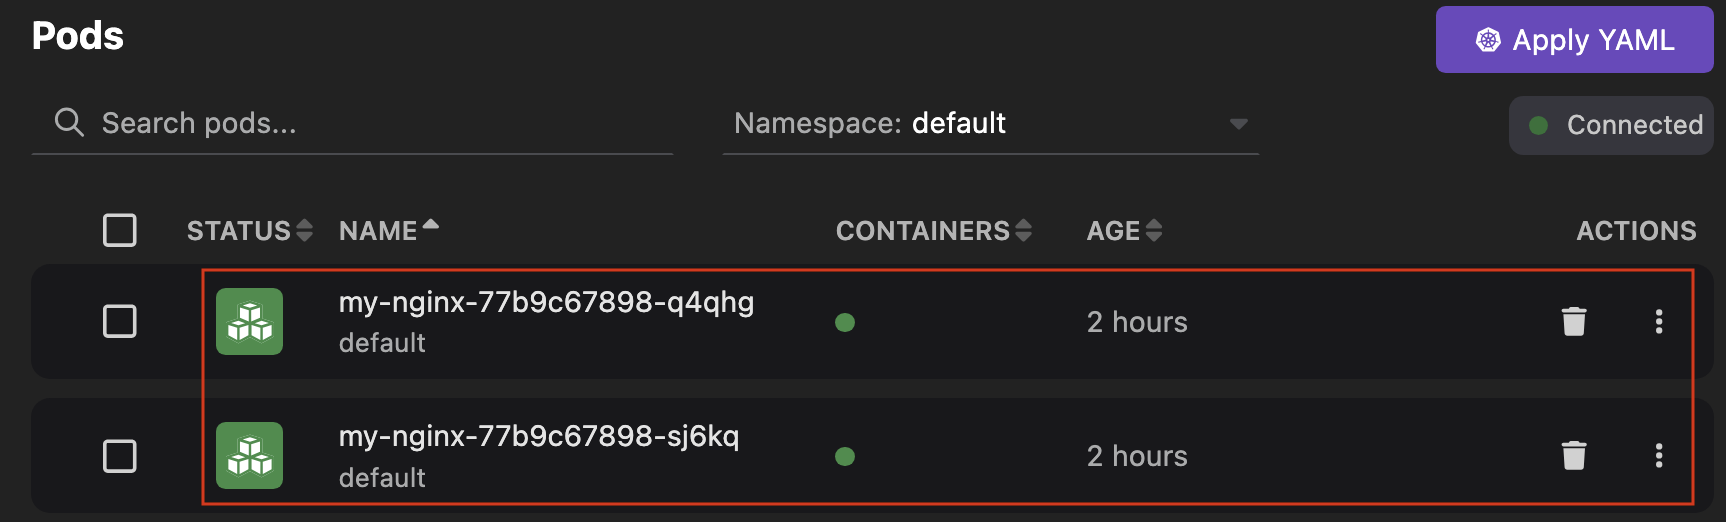 Pods
Apply YAML
Search pods...
Namespace: default
Connected
STATUS NAME CONTAINERS AGE ACTIONS
my-nginx-77b9c67898-q4qhg
default
2 hours
my-nginx-77b9c67898-sj6kq
default
2 hours